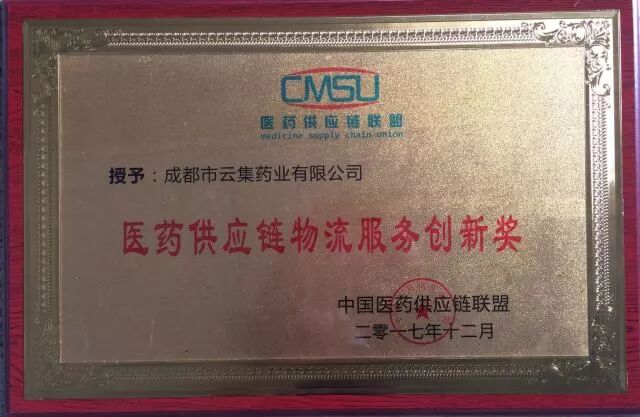 CMSU
医药供应链联盟
medicine supply chain union
授予：成都市云集药业有限公司
医药供应链物流服务创新奖
中国医药供应链联盟
二零一七年十二月